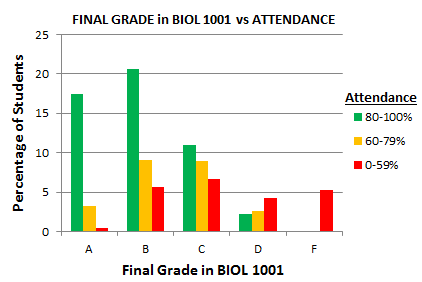 FINAL GRADE in BIOL 1001 vs ATTENDANCE
Percentage of Students
25
20
15
10
5
0
A B C D F
Final Grade in BIOL 1001
Attendance
80-100%
60-79%
0-59%